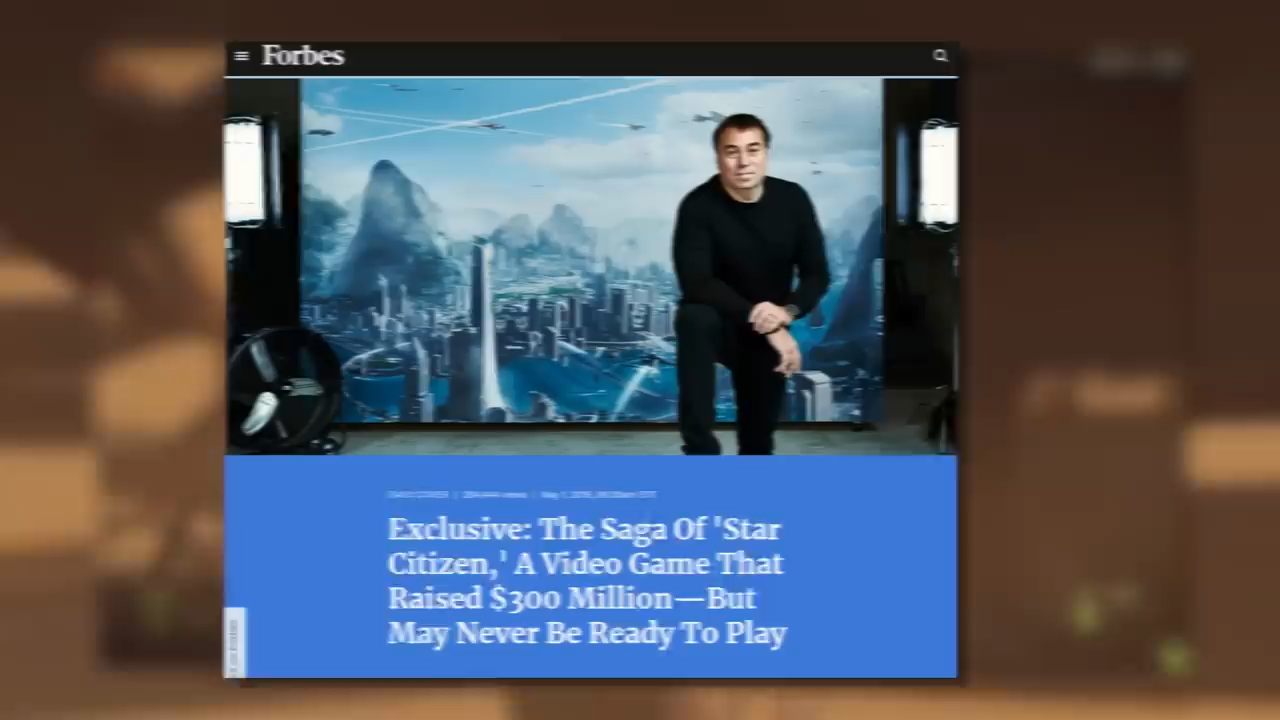 Forbes
Exclusive: The Saga Of 'Star
Citizen,' A Video Game That
Raised $300 Million—But
May Never Be Ready To Play